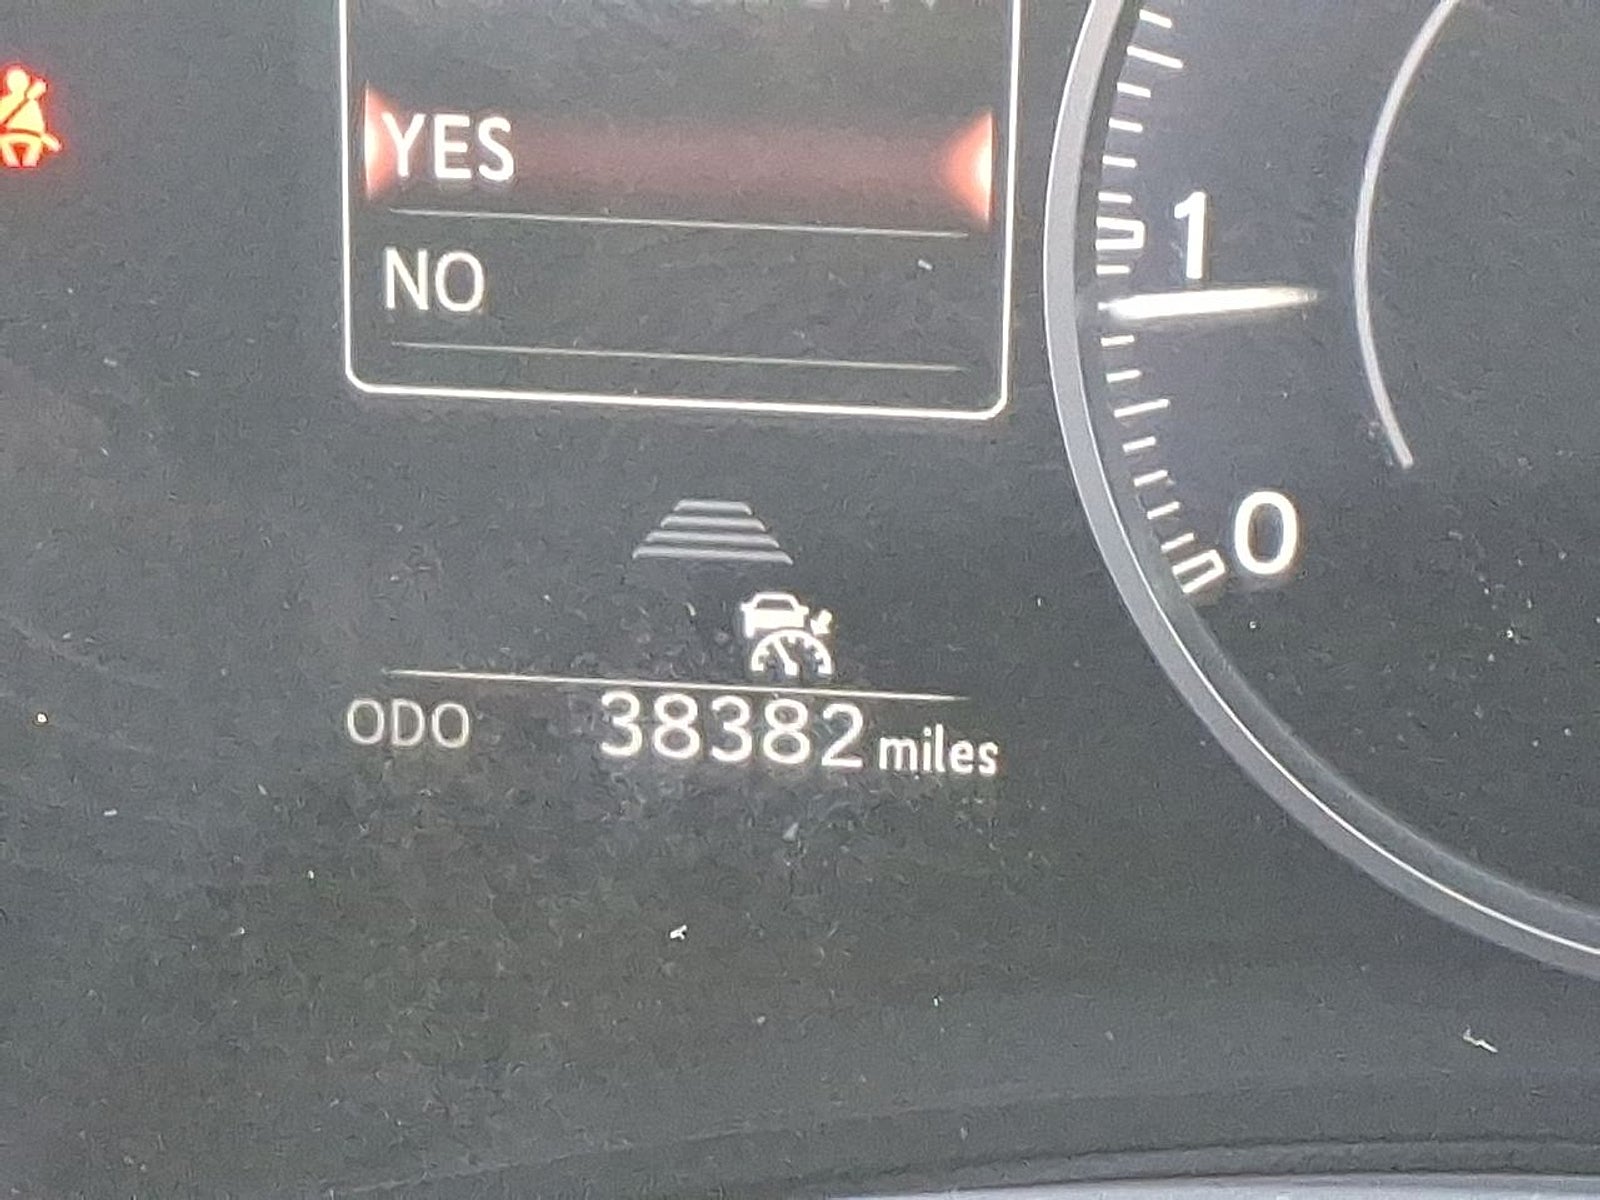 YES
NO
1
0
ODO 38382 miles